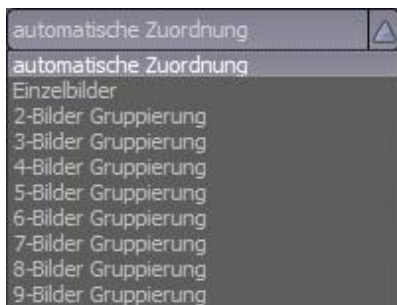 automatische Zuordnung
automatische Zuordnung
Einzelbilder
2-Bilder Gruppierung
3-Bilder Gruppierung
4-Bilder Gruppierung
5-Bilder Gruppierung
6-Bilder Gruppierung
7-Bilder Gruppierung
8-Bilder Gruppierung
9-Bilder Gruppierung